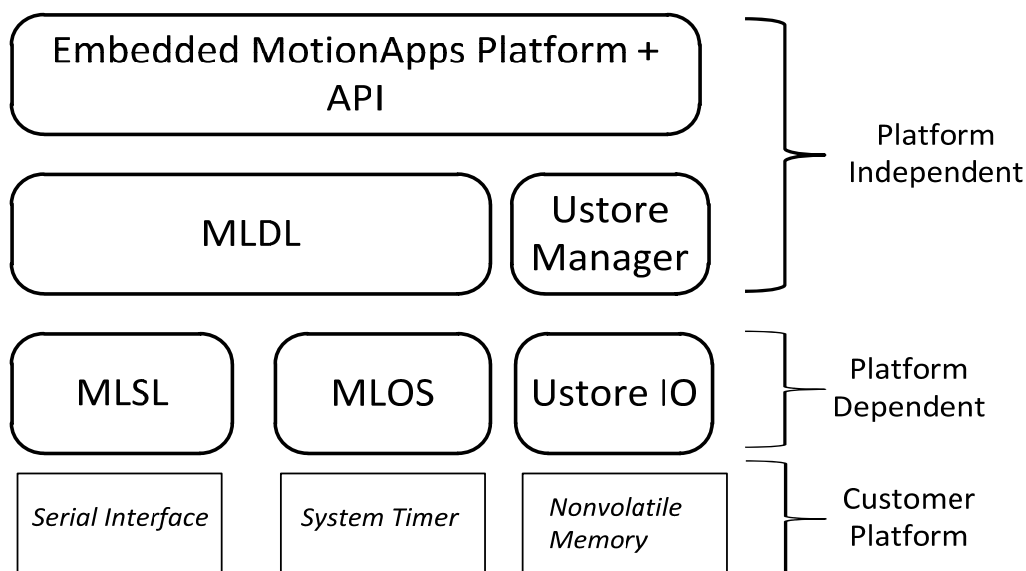 Embedded MotionApps Platform +
API
Platform
Independent
MLDL
Ustore
Manager
MLSL
MLOS
Ustore IO
Platform
Dependent
Serial Interface
System Timer
Nonvolatile
Memory
Customer
Platform